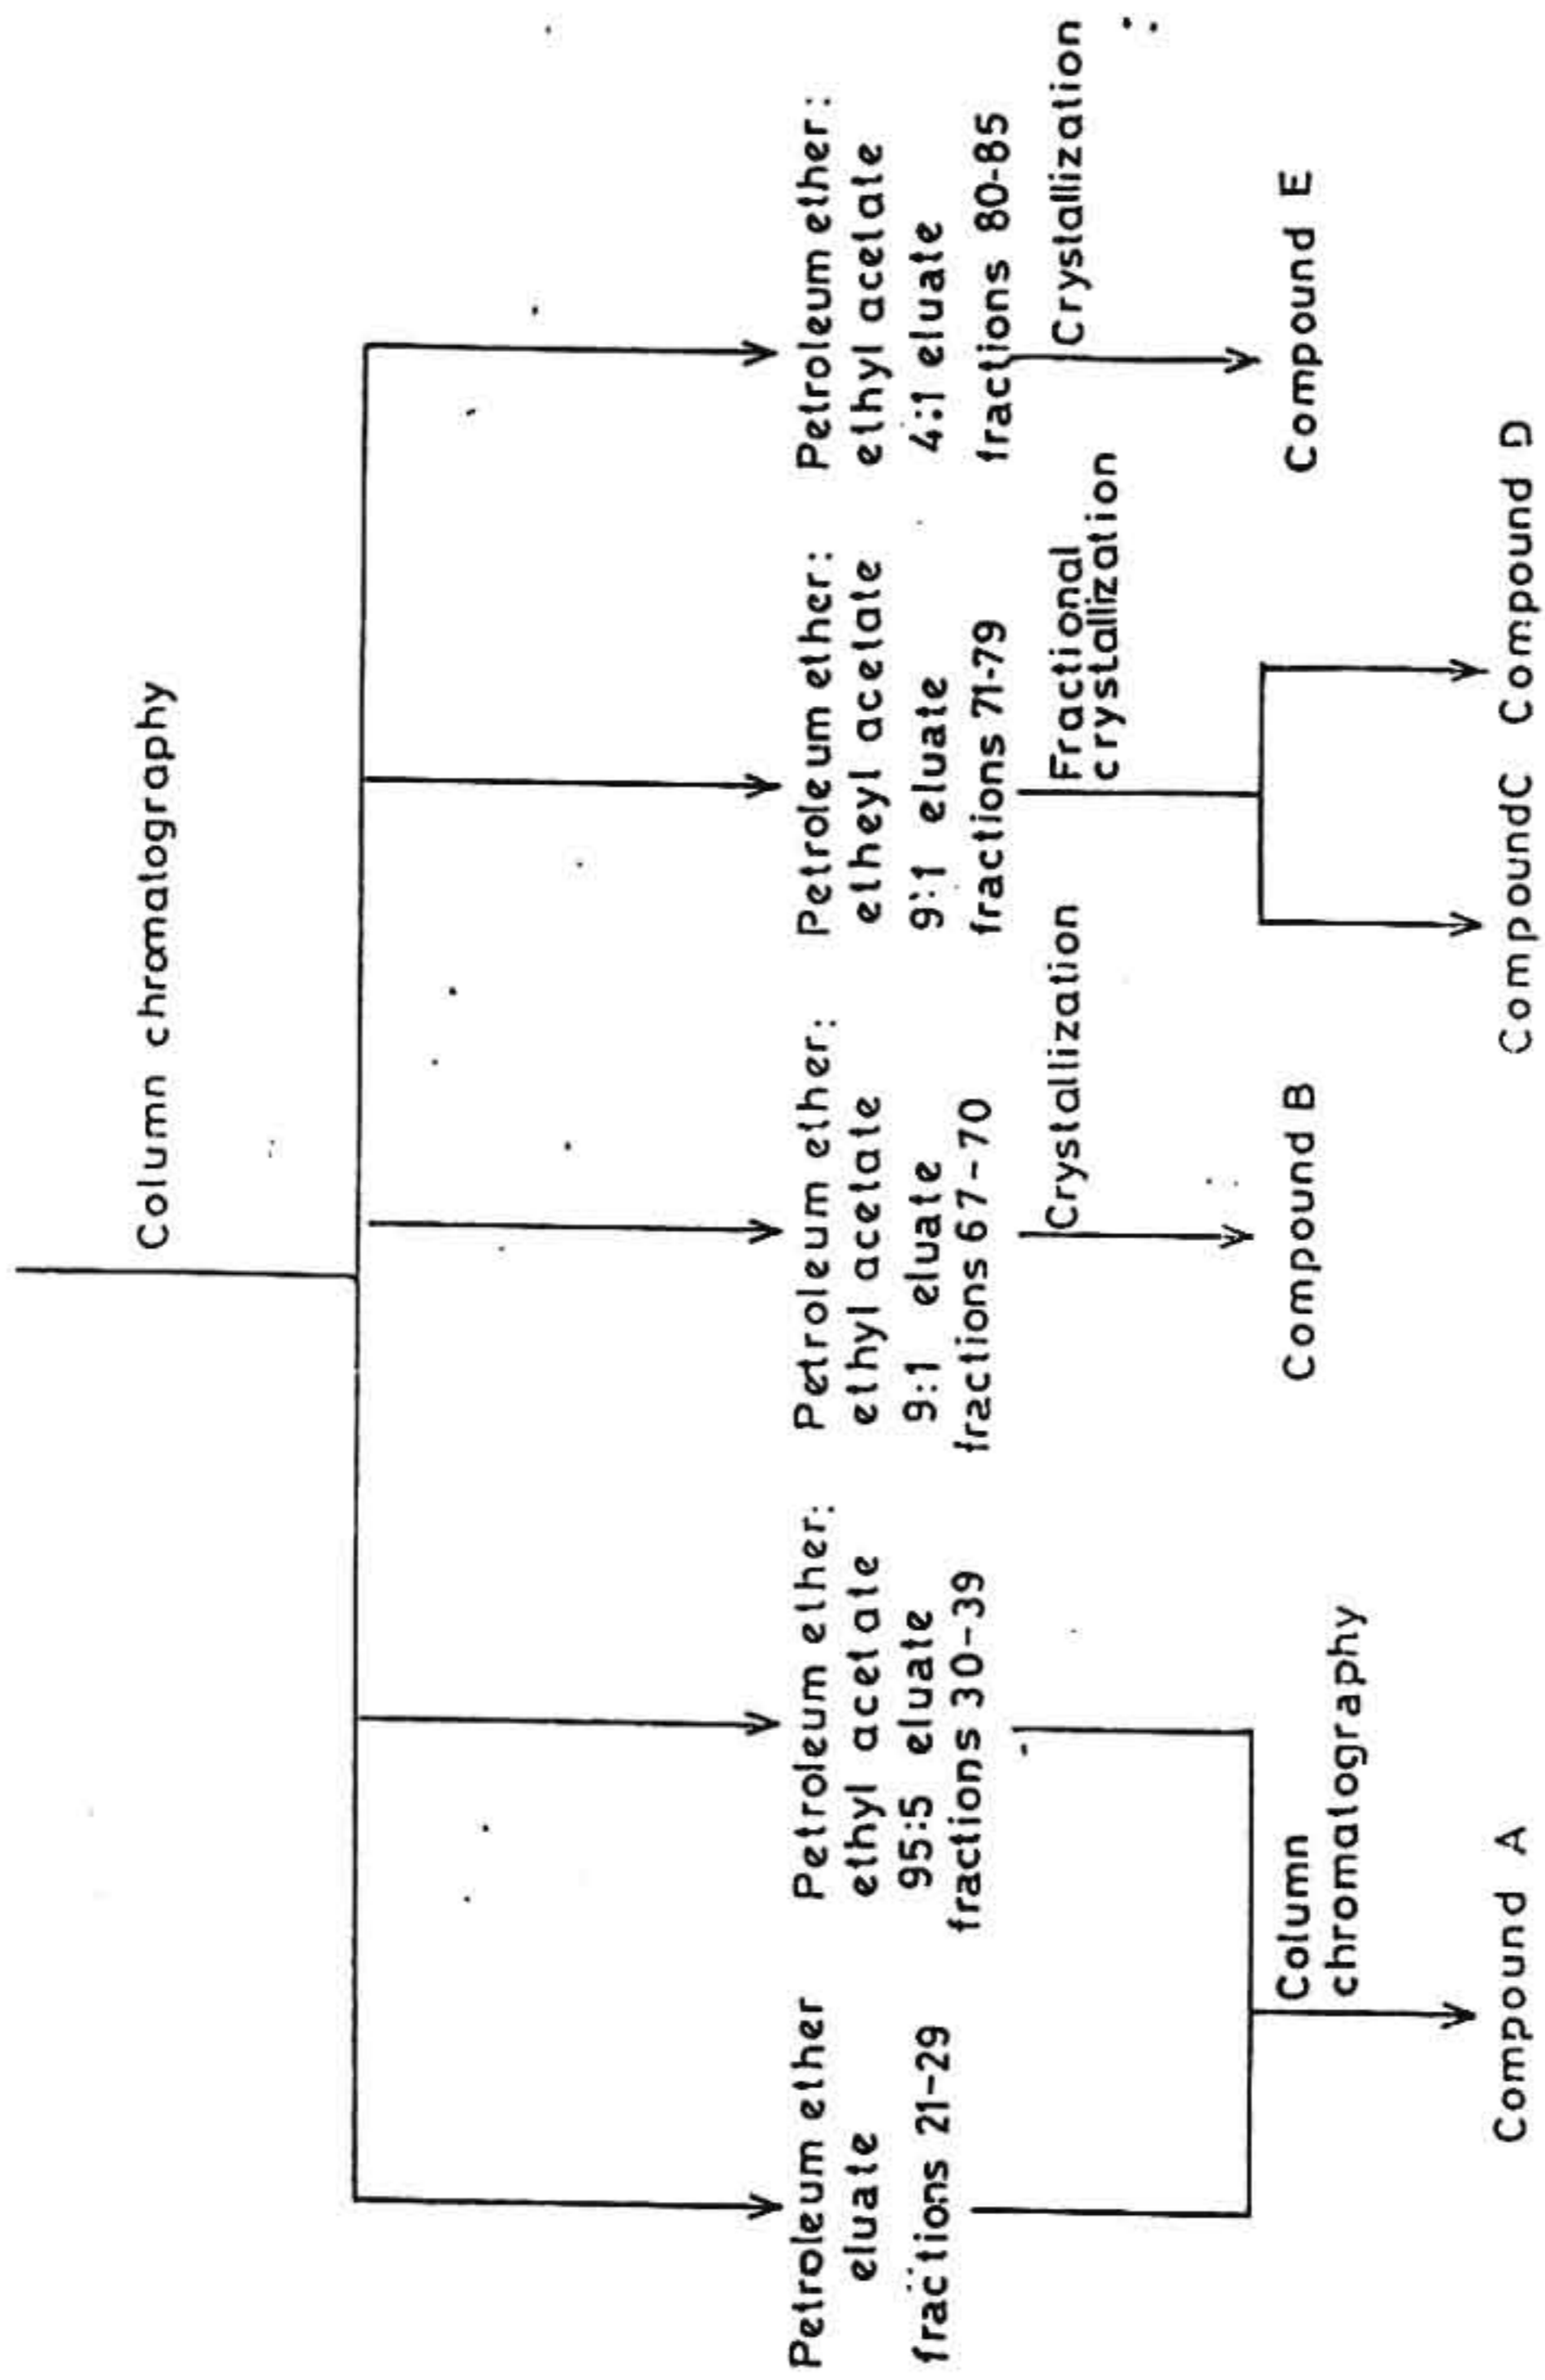 Column chromatography
Petroleum ether
eluate
fractions 21-29
Petroleum ether:
ethyl acetate
95:5 eluate
fractions 30-39
Petroleum ether:
ethyl acetate
9:1 eluate
fractions 67-70
Petroleum ether:
etheyl acetate
9:1 eluate
fractions 71-79
Petroleum ether:
ethyl acetate
4:1 eluate
fractions 80-85
Column
chromatography
Crystallization
Fractional
crystallization
Crystallization
Compound A
Compound B
Compound C
Compound D
Compound E